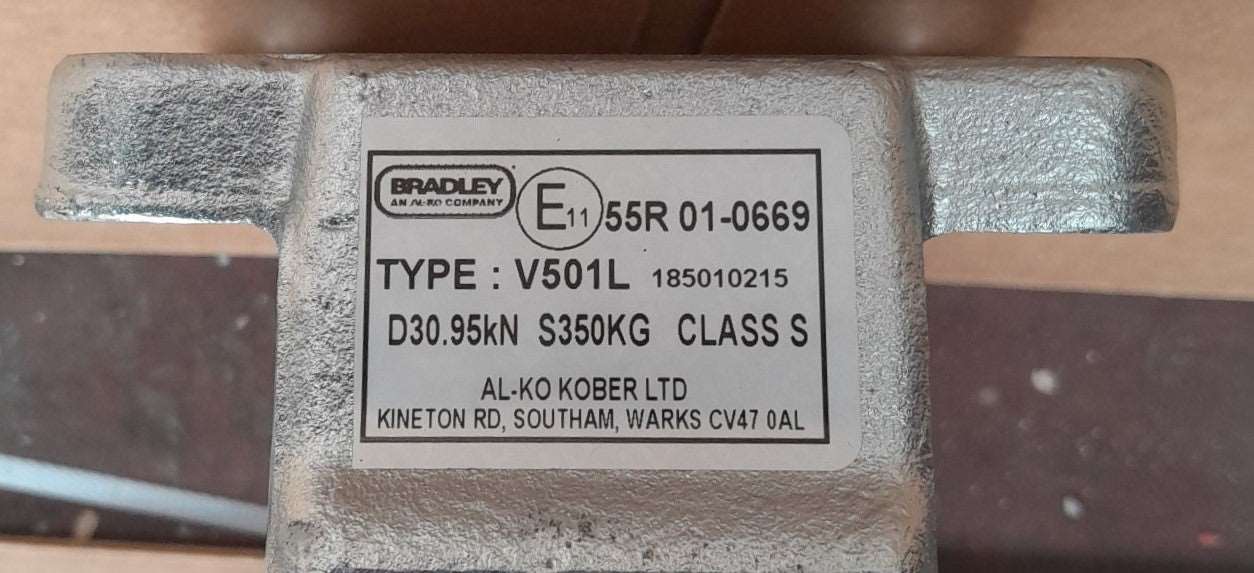 BRADLEY
AN AL-KO COMPANY
E11 55R 01-0669
TYPE : V501L 185010215
D30.95kN S350KG CLASS S
AL-KO KOBER LTD
KINETON RD, SOUTHAM, WARKS CV47 0AL